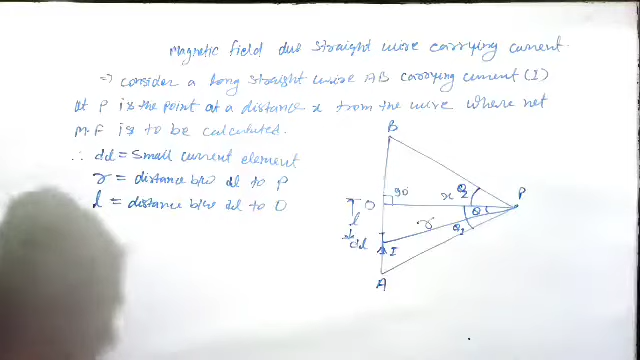 Magnetic field due straight wire carrying current.
⇒ consider a long straight wire AB carrying current (I)
At P is the point at a distance x from the wire where net
M.F is to be calculated.
∴ dl = small current element
r = distance b/w dl to P
l = distance b/w dl to O
B
90°
x
θ2
P
O
θ
l
r
θ1
dl
I
A